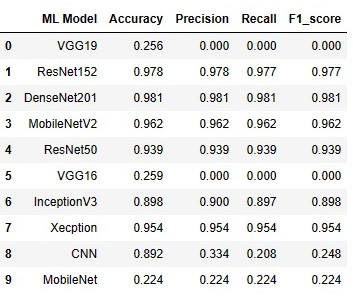 ML Model Accuracy Precision Recall F1_score
0 VGG19 0.256 0.000 0.000 0.000
1 ResNet152 0.978 0.978 0.977 0.977
2 DenseNet201 0.981 0.981 0.981 0.981
3 MobileNetV2 0.962 0.962 0.962 0.962
4 ResNet50 0.939 0.939 0.939 0.939
5 VGG16 0.259 0.000 0.000 0.000
6 InceptionV3 0.898 0.900 0.897 0.898
7 Xecption 0.954 0.954 0.954 0.954
8 CNN 0.892 0.334 0.208 0.248
9 MobileNet 0.224 0.224 0.224 0.224